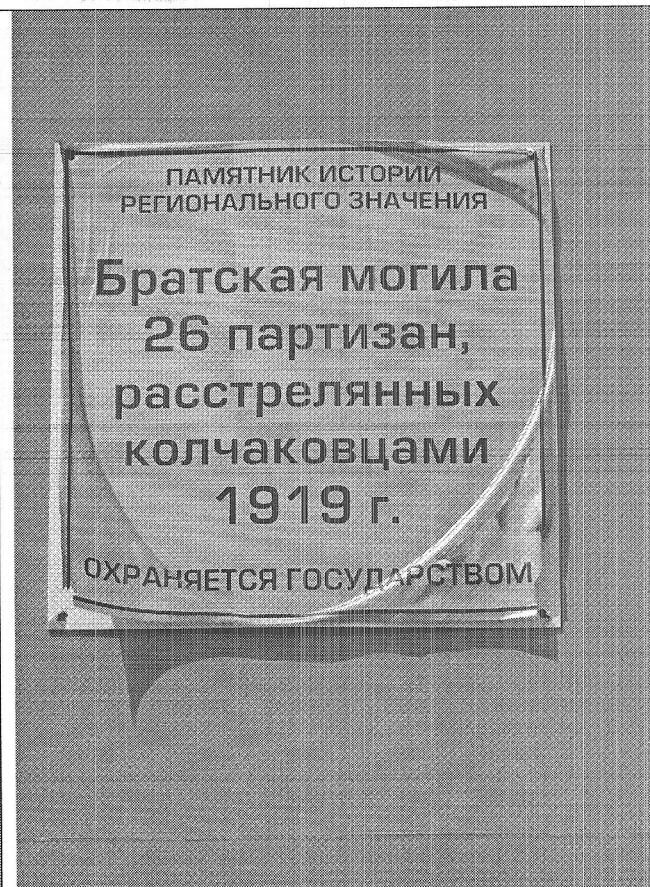 ПАМЯТНИК ИСТОРИИ
РЕГИОНАЛЬНОГО ЗНАЧЕНИЯ
Братская могила
26 партизан,
расстрелянных
колчаковцами
1919 г.
ОХРАНЯЕТСЯ ГОСУДАРСТВОМ